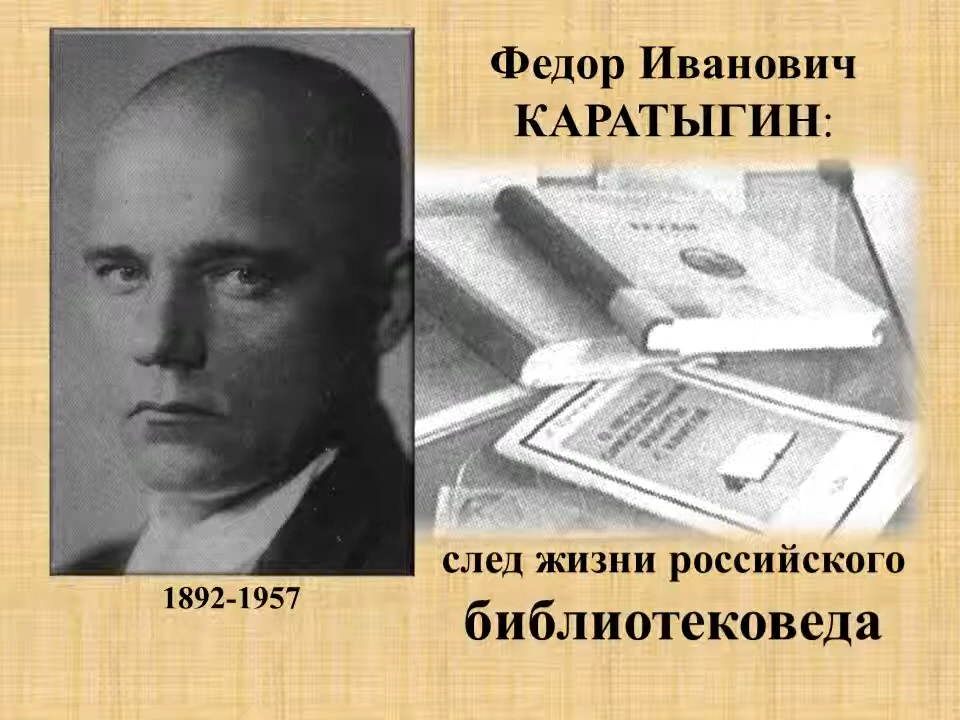 Федор Иванович
КАРАТЫГИН:
след жизни российского
библиотековеда
1892-1957